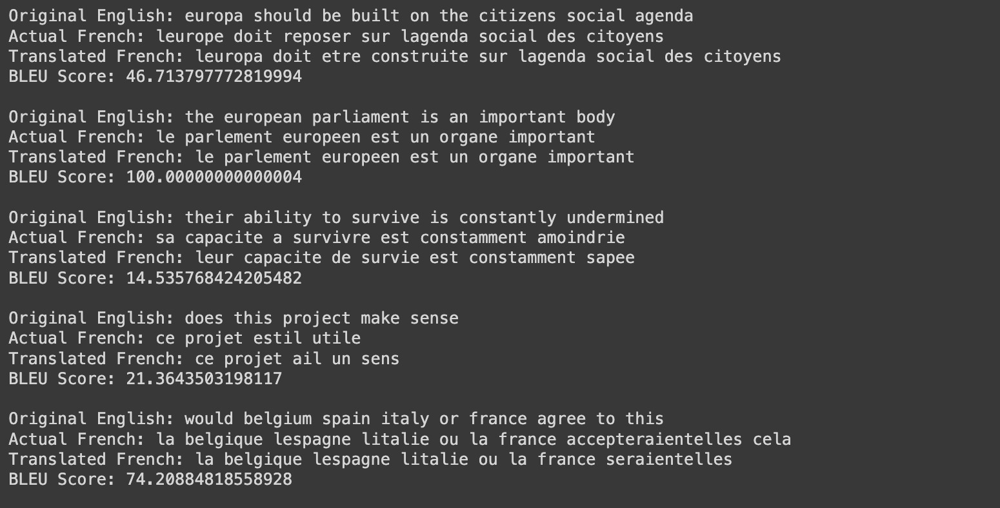 Original English: europa should be built on the citizens social agenda
Actual French: leurope doit reposer sur lagenda social des citoyens
Translated French: leuropa doit etre construite sur lagenda social des citoyens
BLEU Score: 46.713797772819994
Original English: the european parliament is an important body
Actual French: le parlement europeen est un organe important
Translated French: le parlement europeen est un organe important
BLEU Score: 100.00000000000004
Original English: their ability to survive is constantly undermined
Actual French: sa capacite a survivre est constamment amoindrie
Translated French: leur capacite de survie est constamment sapee
BLEU Score: 14.535768424205482
Original English: does this project make sense
Actual French: ce projet estil utile
Translated French: ce projet ail un sens
BLEU Score: 21.3643503198117
Original English: would belgium spain italy or france agree to this
Actual French: la belgique lespagne litalie ou la france accepteraientelles cela
Translated French: la belgique lespagne litalie ou la france seraientelles
BLEU Score: 74.20884818558928